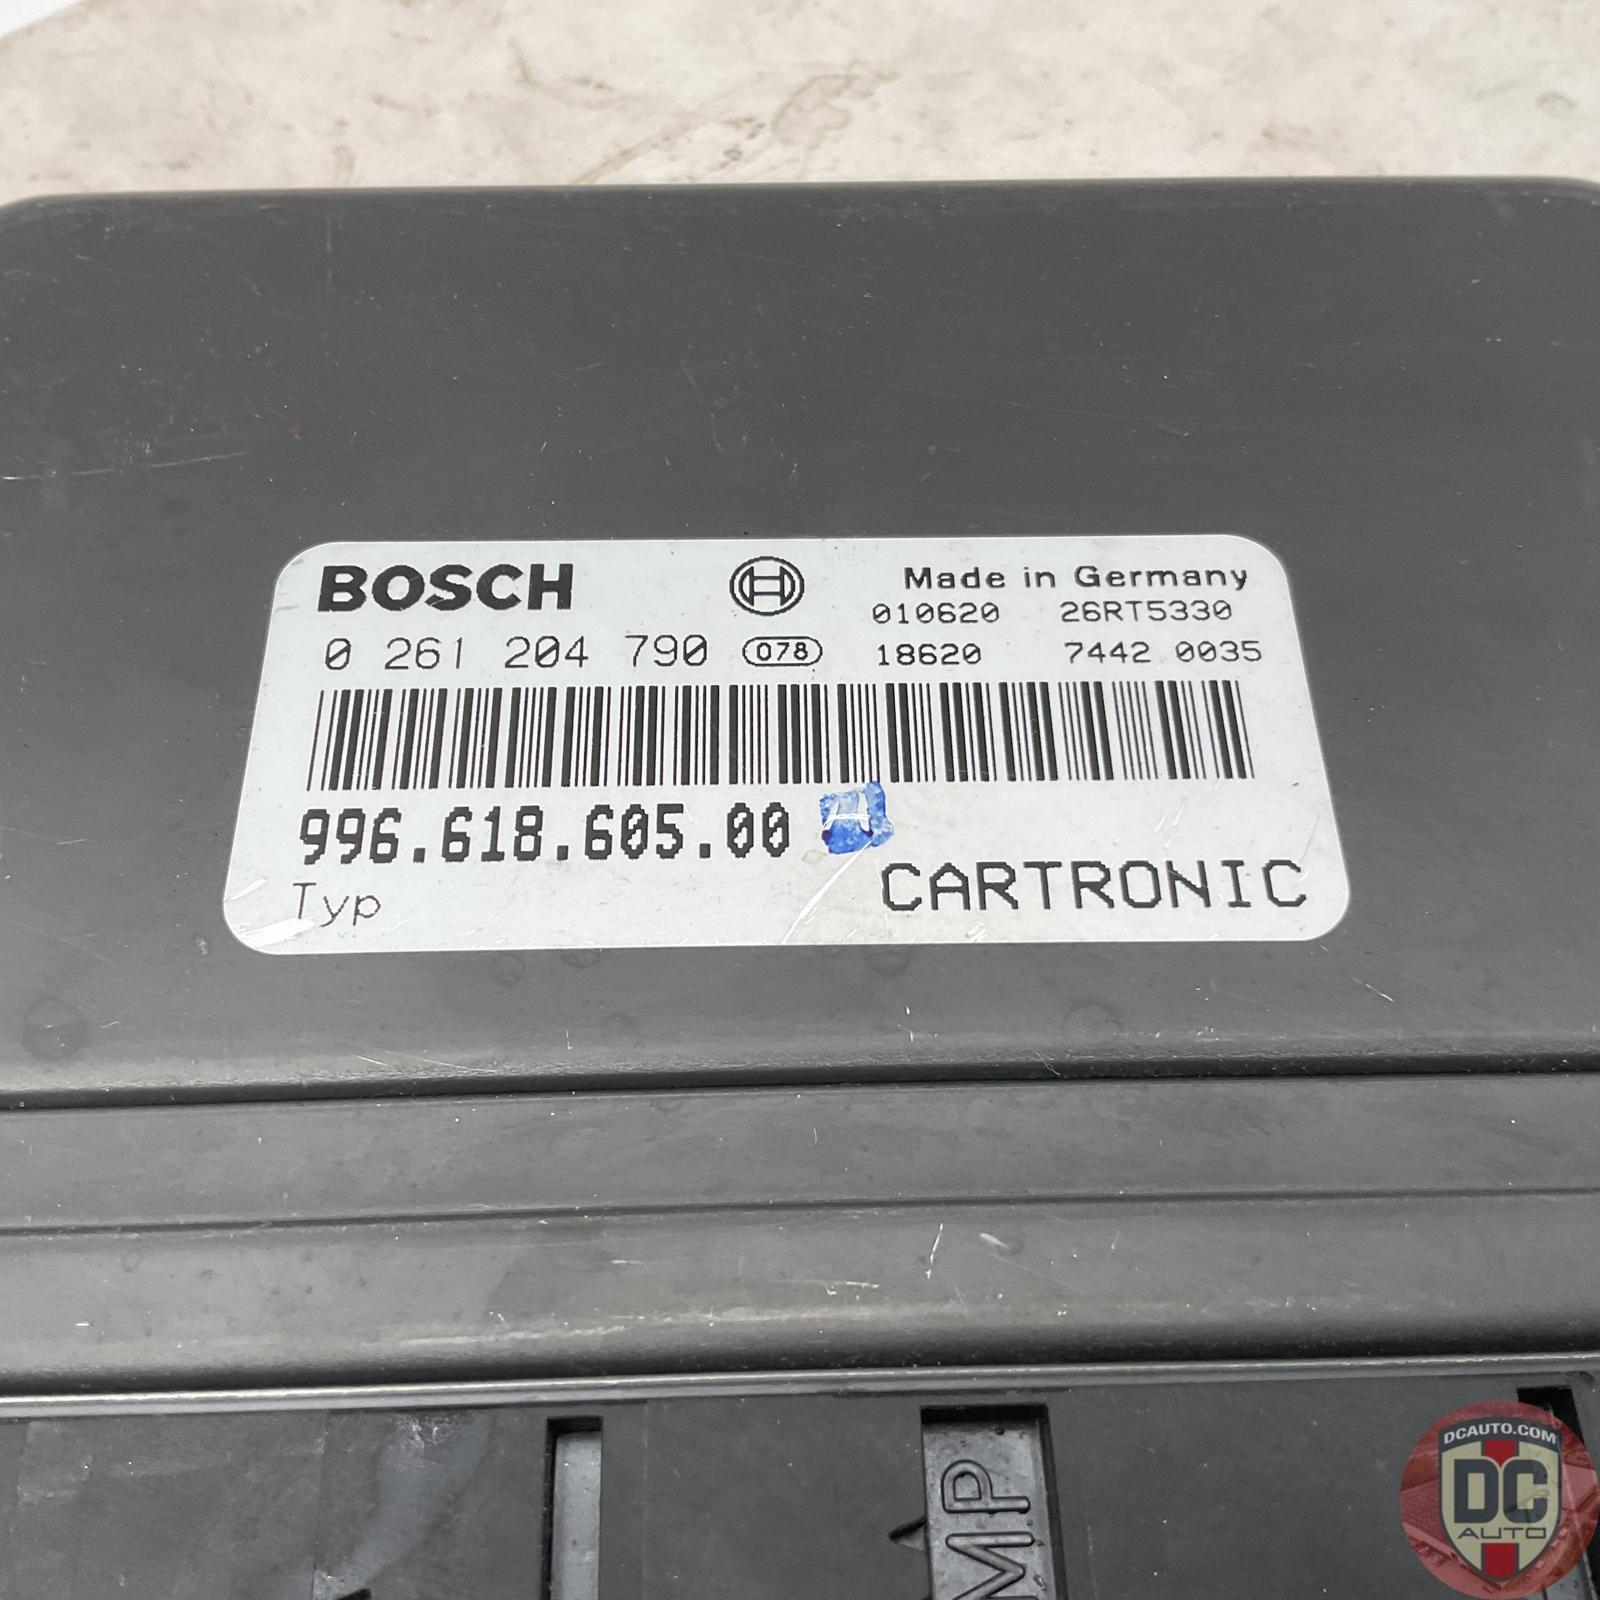 BOSCH
Made in Germany
010620 26RT5330
0 261 204 790 078 18620 7442 0035
996.618.605.00
Typ
CARTRONIC
MP
DCAUTO.COM
DC
AUTO